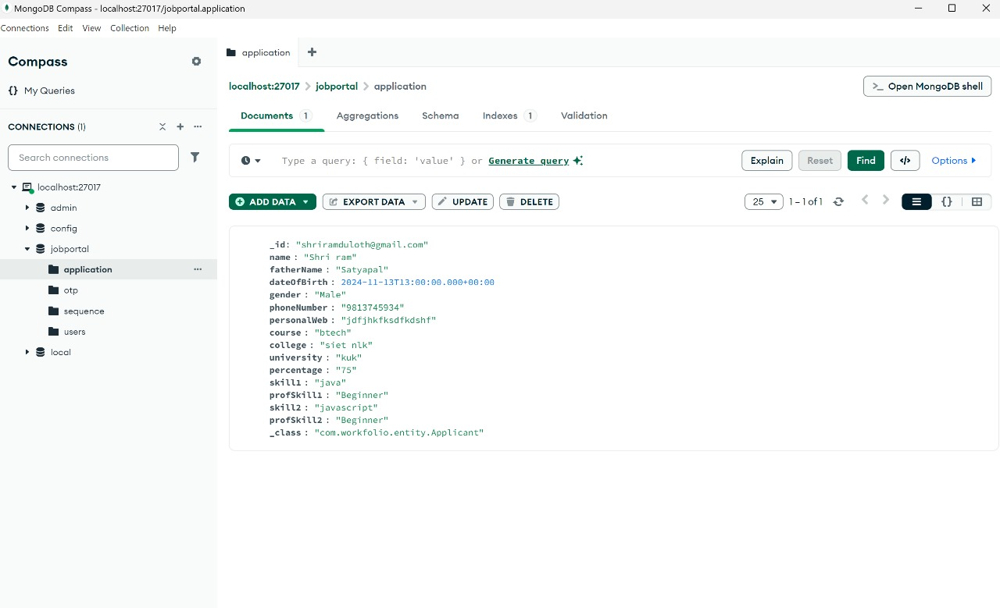 MongoDB Compass - localhost:27017/jobportal.application
Connections Edit View Collection Help
Compass
{} My Queries
CONNECTIONS (1)
Search connections
localhost:27017
admin
config
jobportal
application
otp
sequence
users
local
application
localhost:27017 > jobportal > application
>_ Open MongoDB shell
Documents 1 Aggregations Schema Indexes 1 Validation
Type a query: { field: 'value' } or Generate query
Explain Reset Find </> Options
ADD DATA EXPORT DATA UPDATE DELETE
25 1 – 1 of 1 {}
_id: "shriramduloth@gmail.com"
name : "Shri ram"
fatherName : "Satyapal"
dateOfBirth : 2024-11-13T13:00:00.000+00:00
gender : "Male"
phoneNumber : "9813745934"
personalWeb : "jdfjhkfksdfkdshf"
course : "btech"
college : "siet nlk"
university : "kuk"
percentage : "75"
skill1 : "java"
profSkill1 : "Beginner"
skill2 : "javascript"
profSkill2 : "Beginner"
_class : "com.workfolio.entity.Applicant"